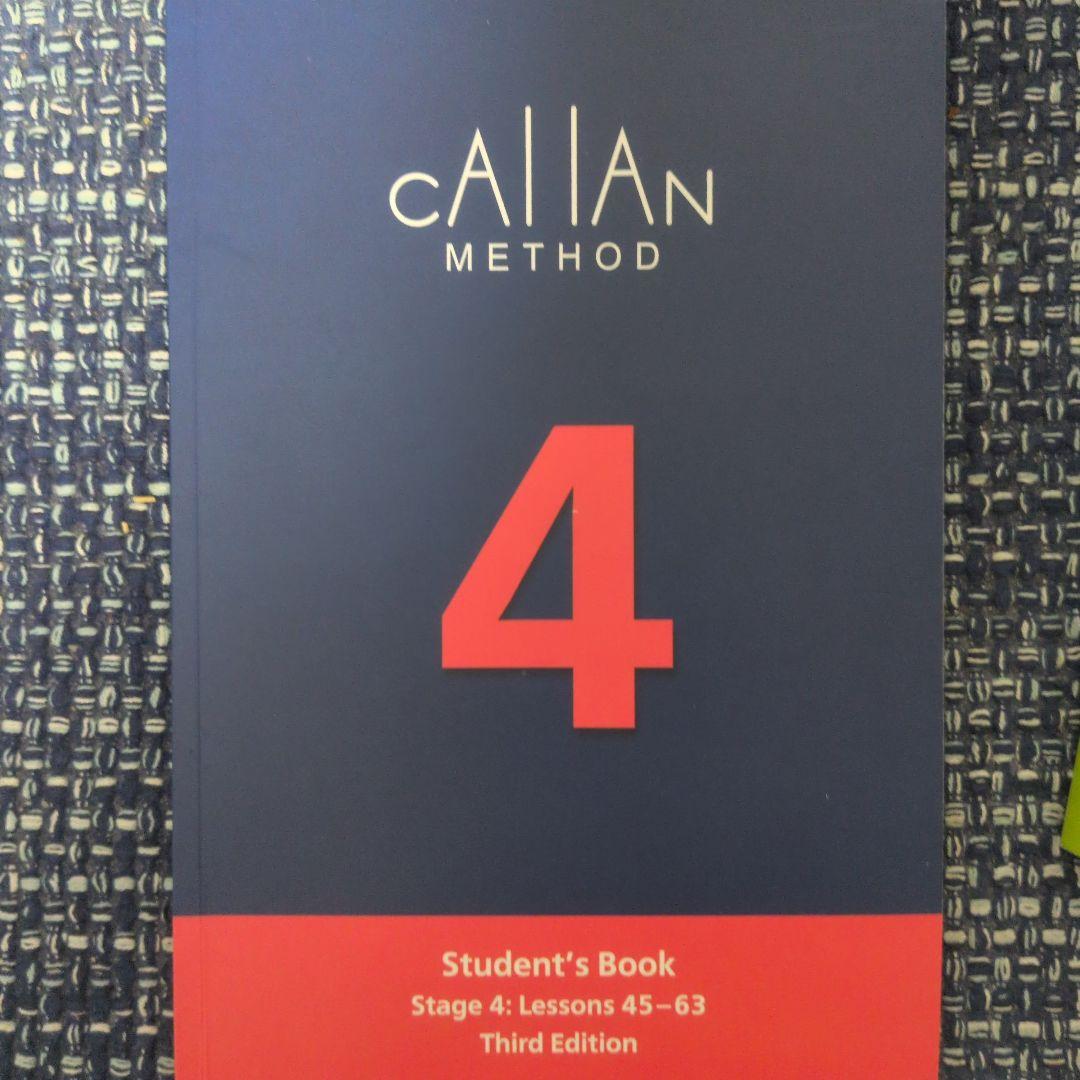 CAllAN
METHOD
4
Student's Book
Stage 4: Lessons 45–63
Third Edition